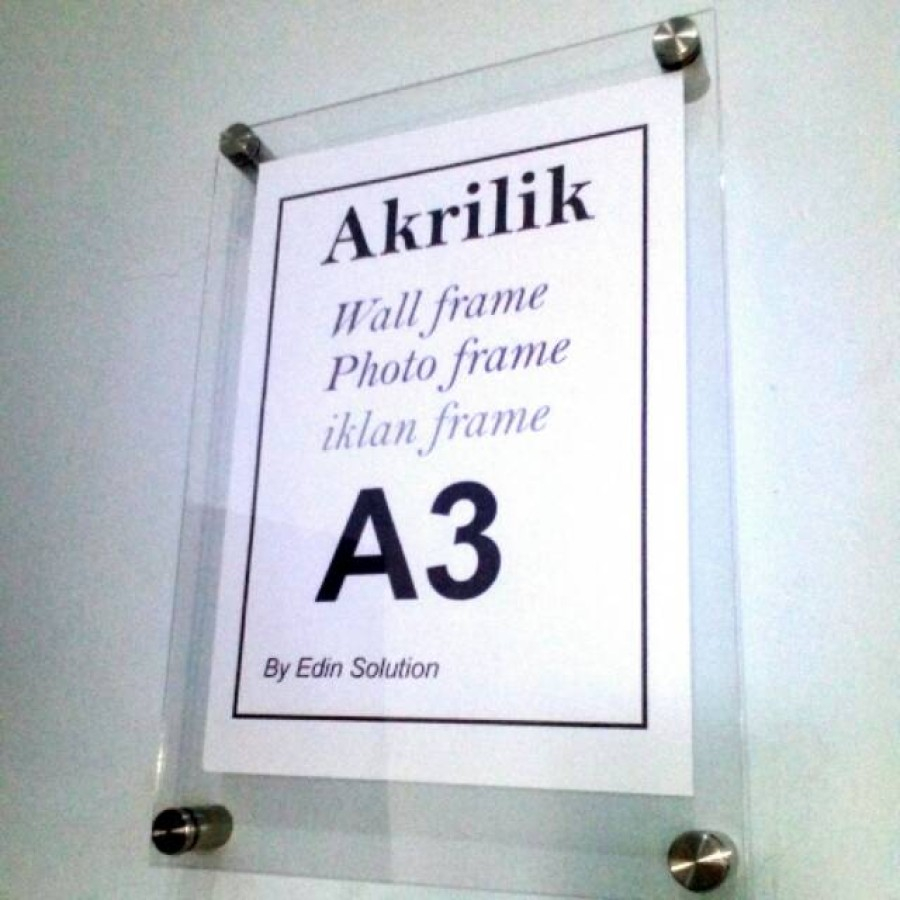 Akrilik
Wall frame
Photo frame
iklan frame
A3
By Edin Solution